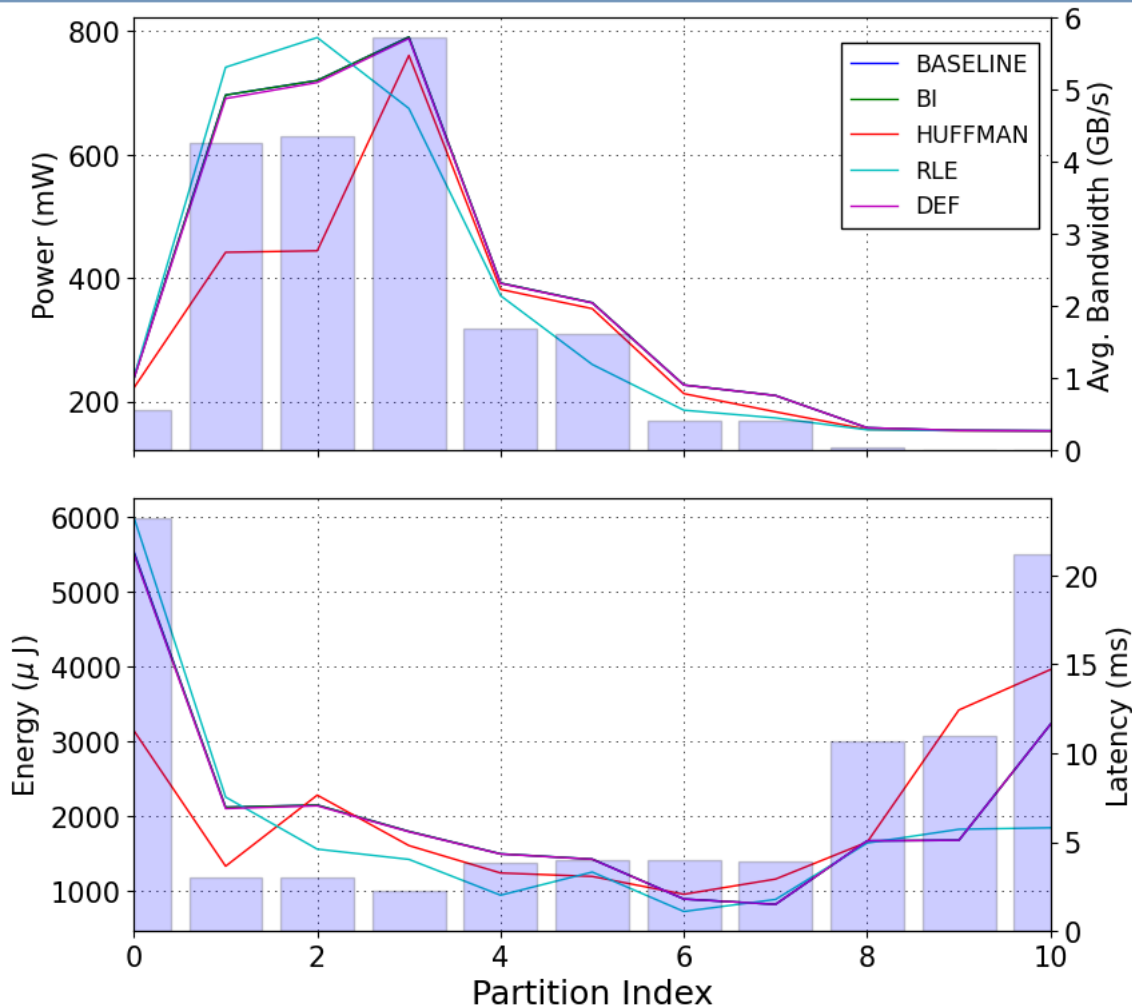 Power (mW)
800
600
400
200
6
5
4
3
2
1
0
Avg. Bandwidth (GB/s)
BASELINE
BI
HUFFMAN
RLE
DEF
Energy (μ J)
6000
5000
4000
3000
2000
1000
20
15
10
5
0
Latency (ms)
0 2 4 6 8 10
Partition Index